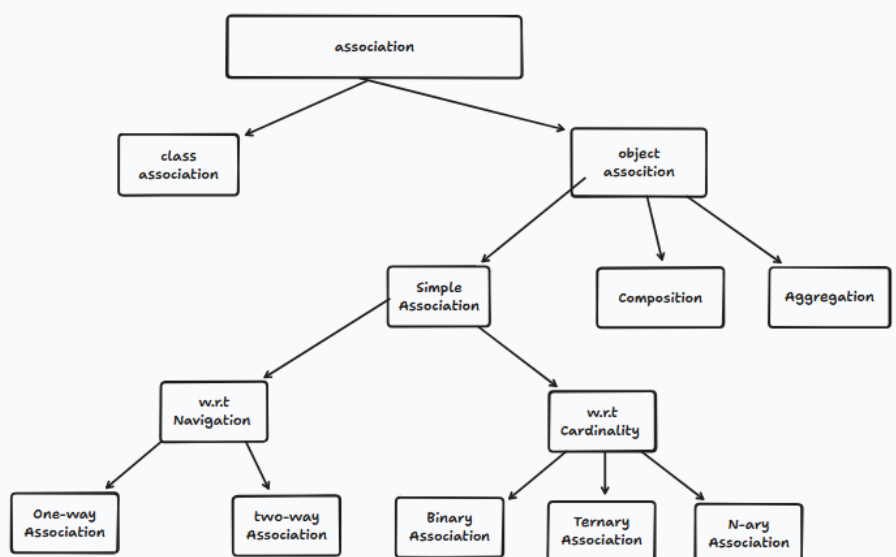 association
class
association
object
assocition
Simple
Association
Composition
Aggregation
w.r.t
Navigation
w.r.t
Cardinality
One-way
Association
two-way
Association
Binary
Association
Ternary
Association
N-ary
Association